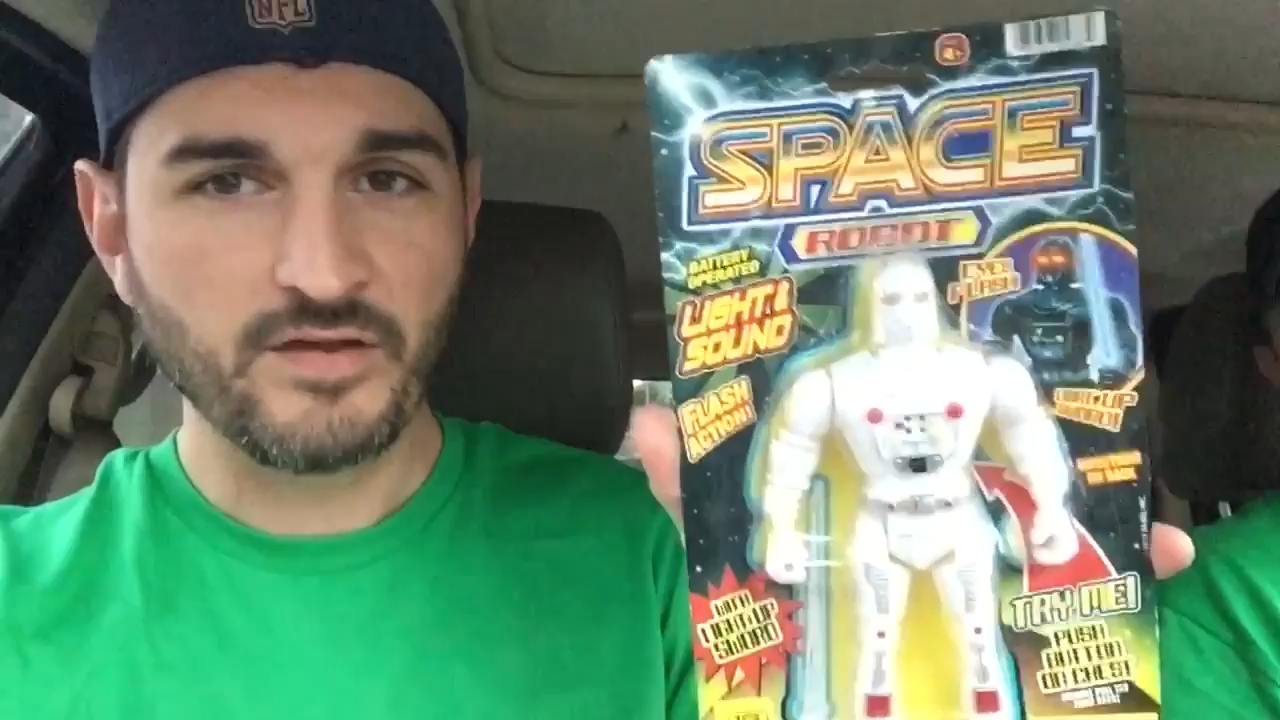 NFL
SPACE
ROBOT
BATTERY
OPERATED
LIGHT &
SOUND
FLASH
ACTION!
EYES
FLASH
LIGHT UP
SWORD!
WITH
LIGHT UP
SWORD
TRY ME!
PUSH
BUTTON
ON CHEST